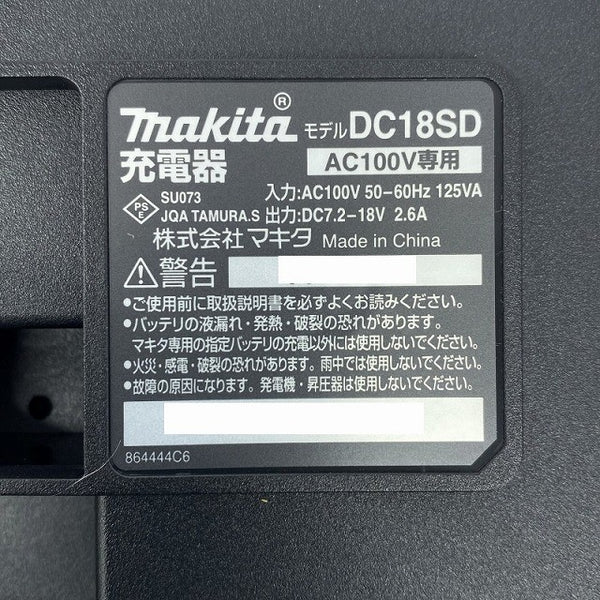 makita® モデル DC18SD
充電器 AC100V専用
PSE SU073 入力:AC100V 50-60Hz 125VA
JQA TAMURA.S 出力:DC7.2-18V 2.6A
株式会社 マキタ Made in China
⚠警告
●ご使用前に取扱説明書を必ずよくお読みください。
●バッテリの液漏れ・発熱・破裂の恐れがあります。
マキタ専用の指定バッテリの充電以外には使用しないでください。
●火災・感電・破裂の恐れがあります。雨中では使用しないでください。
●故障の原因になります。発電機・昇圧器は使用しないでください。
864444C6